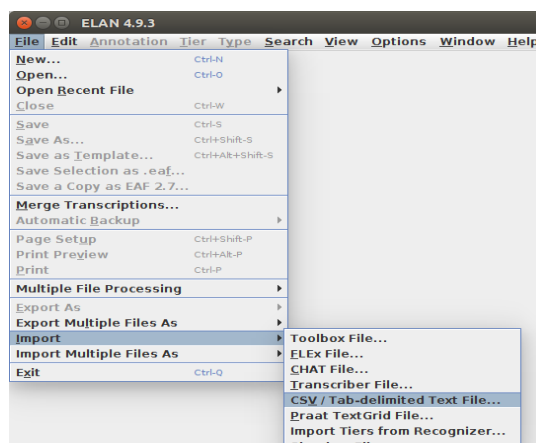 ELAN 4.9.3
File Edit Annotation Tier Type Search View Options Window Help
New... Ctrl-N
Open... Ctrl-O
Open Recent File
Close Ctrl-W
Save Ctrl-S
Save As... Ctrl+Shift-S
Save as Template... Ctrl+Alt+Shift-S
Save Selection as .eaf...
Save a Copy as EAF 2.7...
Merge Transcriptions...
Automatic Backup
Page Setup Ctrl+Shift-P
Print Preview Ctrl+Alt-P
Print Ctrl-P
Multiple File Processing
Export As
Export Multiple Files As
Import
Import Multiple Files As
Exit Ctrl-Q
Toolbox File...
FLEx File...
CHAT File...
Transcriber File...
CSV / Tab-delimited Text File...
Praat TextGrid File...
Import Tiers from Recognizer...